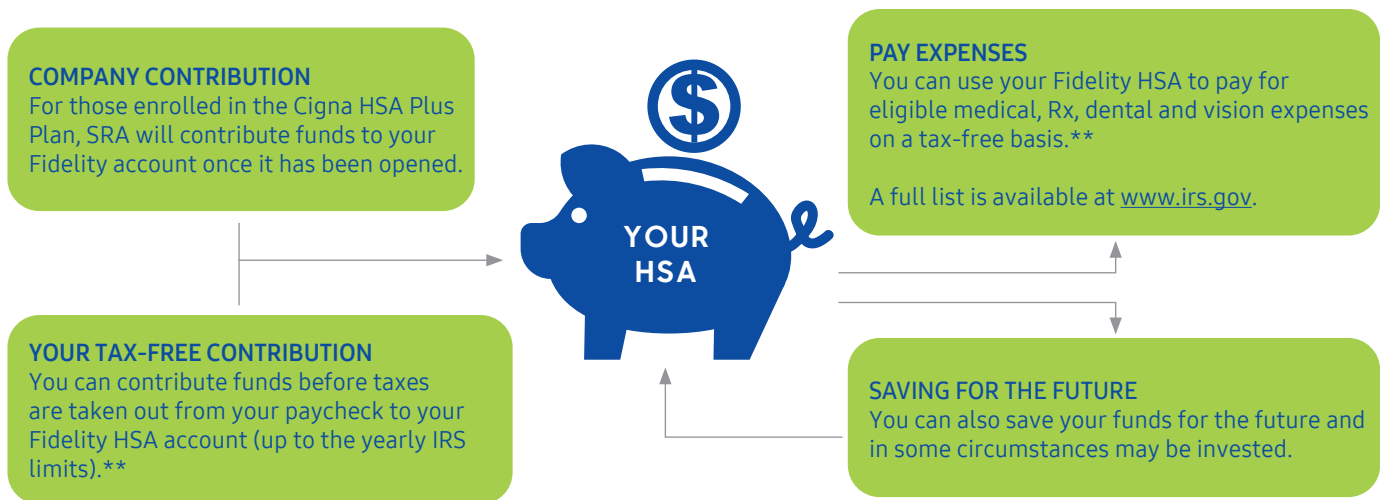 COMPANY CONTRIBUTION
For those enrolled in the Cigna HSA Plus
Plan, SRA will contribute funds to your
Fidelity account once it has been opened.
YOUR TAX-FREE CONTRIBUTION
You can contribute funds before taxes
are taken out from your paycheck to your
Fidelity HSA account (up to the yearly IRS
limits).**
$
YOUR
HSA
PAY EXPENSES
You can use your Fidelity HSA to pay for
eligible medical, Rx, dental and vision expenses
on a tax-free basis.**
A full list is available at www.irs.gov.
SAVING FOR THE FUTURE
You can also save your funds for the future and
in some circumstances may be invested.